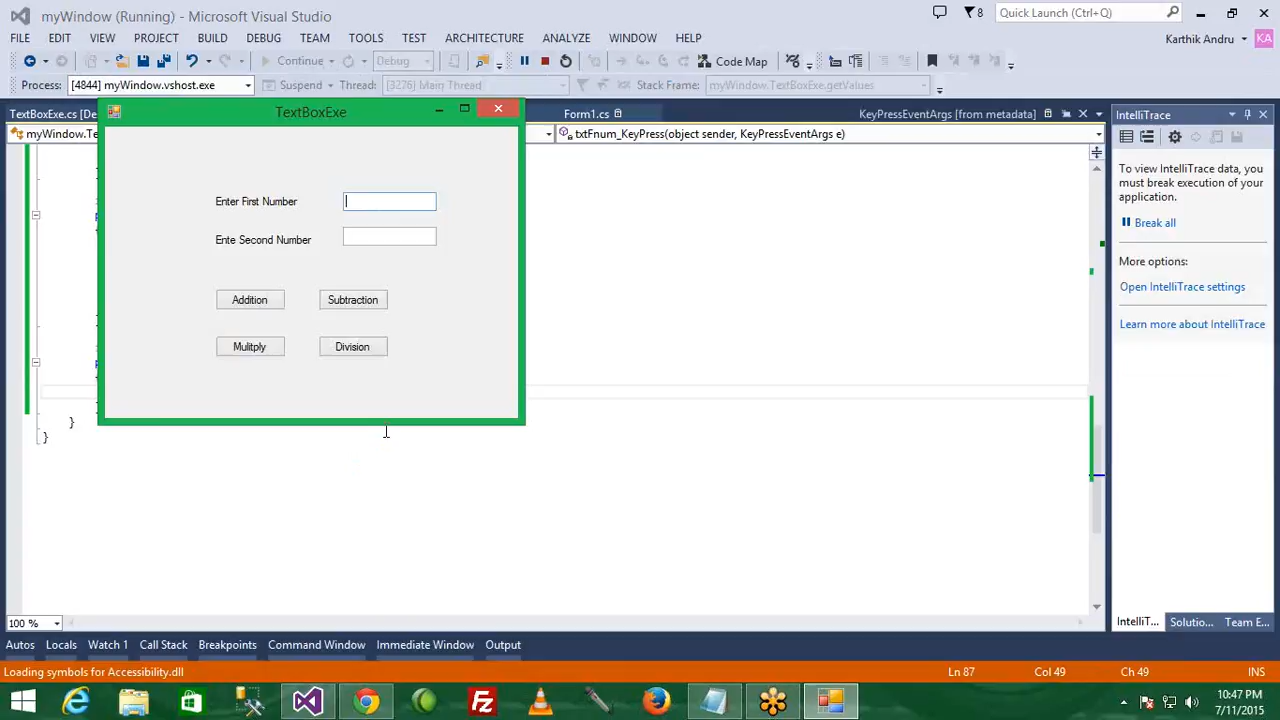 myWindow (Running) - Microsoft Visual Studio
8
Quick Launch (Ctrl+Q)
FILE EDIT VIEW PROJECT BUILD DEBUG TEAM TOOLS TEST ARCHITECTURE ANALYZE WINDOW HELP
Karthik Andru
KA
Continue
Debug
Code Map
Process: [4844] myWindow.vshost.exe
Suspend
Thread: [3276] Main Thread
Stack Frame: myWindow.TextBoxExe.getValues
TextBoxExe.cs [De
Form1.cs
KeyPressEventArgs [from metadata]
myWindow.Te
txtFnum_KeyPress(object sender, KeyPressEventArgs e)
TextBoxExe
Enter First Number
Ente Second Number
Addition
Subtraction
Mulitply
Division
}
}
IntelliTrace
To view IntelliTrace data, you
must break execution of your
application.
Break all
More options:
Open IntelliTrace settings
Learn more about IntelliTrace
100 %
IntelliT... Solutio... Team E...
Autos Locals Watch 1 Call Stack Breakpoints Command Window Immediate Window Output
Loading symbols for Accessibility.dll
Ln 87
Col 49
Ch 49
INS
10:47 PM
7/11/2015